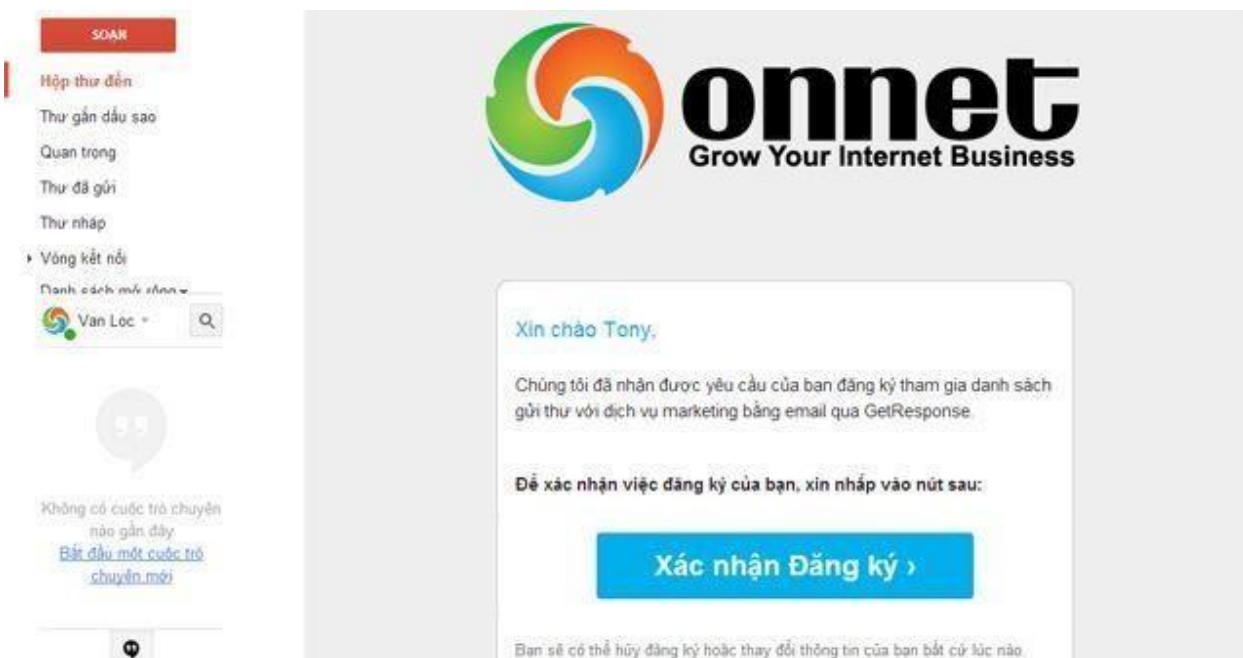 SOẠN
Hộp thư đến
Thư gắn dấu sao
Quan trọng
Thư đã gửi
Thư nháp
Vòng kết nối
Danh sách mở rộng
Van Loc
Không có cuộc trò chuyện
nào gần đây
Bắt đầu một cuộc trò
chuyện mới
onnet
Grow Your Internet Business
Xin chào Tony,
Chúng tôi đã nhận được yêu cầu của bạn đăng ký tham gia danh sách
gửi thư với dịch vụ marketing bằng email qua GetResponse.
Để xác nhận việc đăng ký của bạn, xin nhấp vào nút sau:
Xác nhận Đăng ký ›
Bạn sẽ có thể hủy đăng ký hoặc thay đổi thông tin của bạn bất cứ lúc nào.